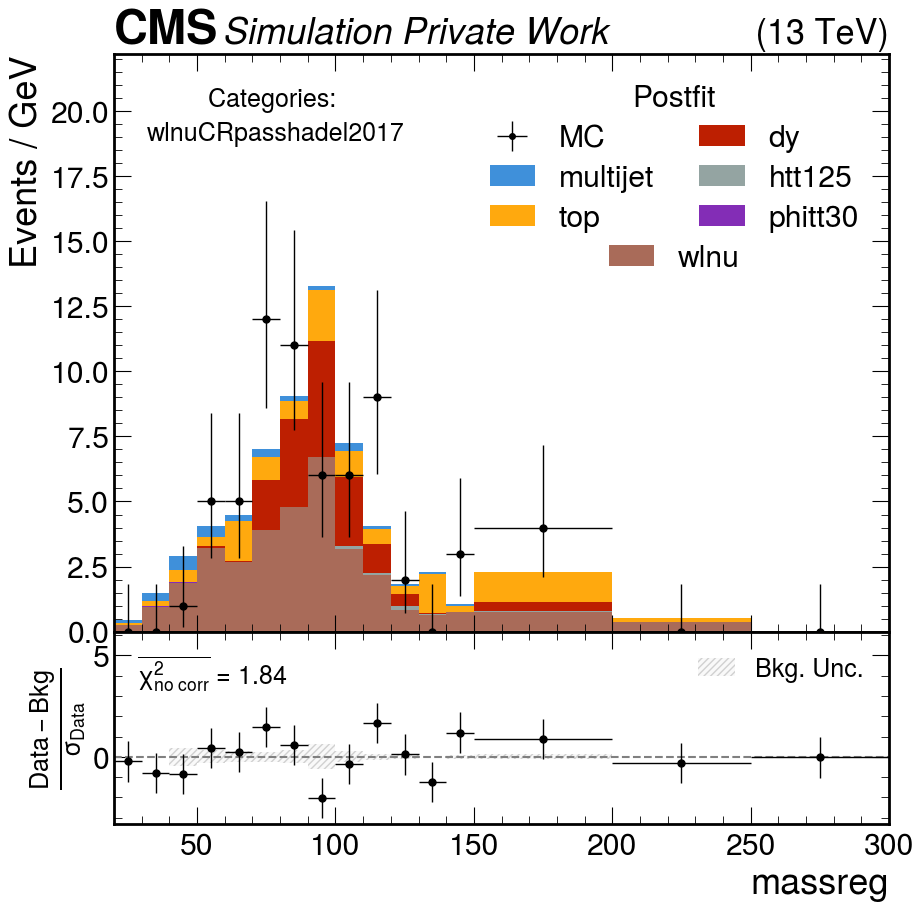 CMS Simulation Private Work (13 TeV)
Events / GeV
20.0
17.5
15.0
12.5
10.0
7.5
5.0
2.5
0.0
Categories:
wlnuCRpasshadel2017
Postfit
MC dy
multijet htt125
top phitt30
wlnu
Data – Bkg
σData
5
0
χ²no corr = 1.84
Bkg. Unc.
50 100 150 200 250 300
massreg